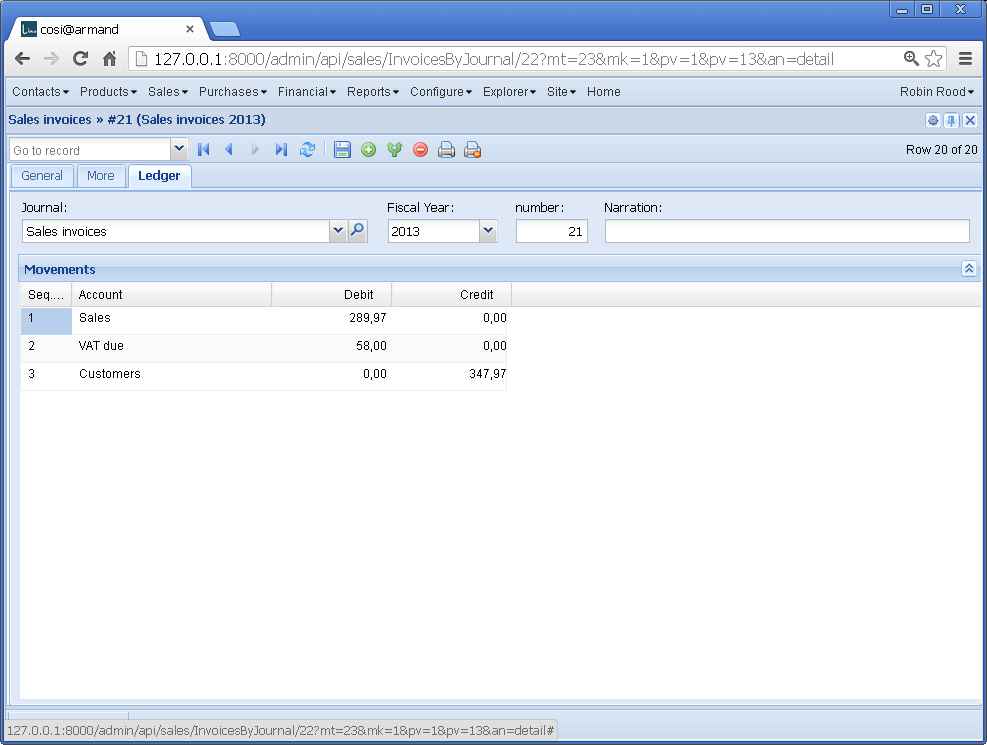 cosi@armand
127.0.0.1:8000/admin/api/sales/InvoicesByJournal/22?mt=23&mk=1&pv=1&pv=13&an=detail
Contacts Products Sales Purchases Financial Reports Configure Explorer Site Home Robin Rood
Sales invoices » #21 (Sales invoices 2013)
Go to record Row 20 of 20
General More Ledger
Journal: Fiscal Year: number: Narration:
Sales invoices 2013 21
Movements
Seq.... Account Debit Credit
1 Sales 289,97 0,00
2 VAT due 58,00 0,00
3 Customers 0,00 347,97
127.0.0.1:8000/admin/api/sales/InvoicesByJournal/22?mt=23&mk=1&pv=1&pv=13&an=detail#